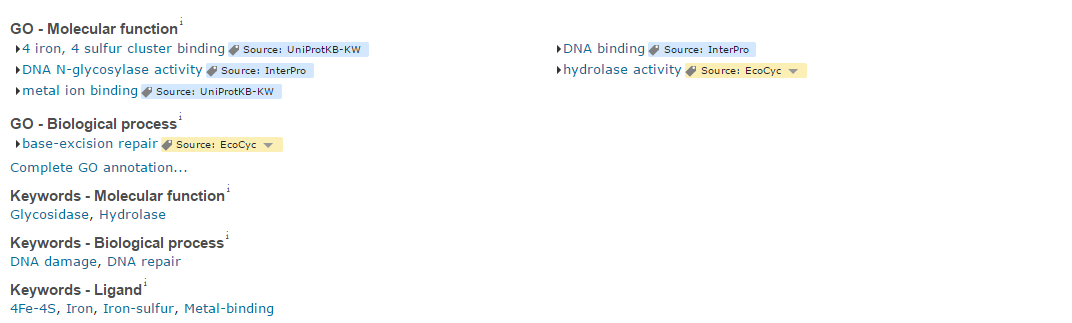 GO - Molecular function i
4 iron, 4 sulfur cluster binding Source: UniProtKB-KW
DNA binding Source: InterPro
DNA N-glycosylase activity Source: InterPro
hydrolase activity Source: EcoCyc
metal ion binding Source: UniProtKB-KW
GO - Biological process i
base-excision repair Source: EcoCyc
Complete GO annotation...
Keywords - Molecular function i
Glycosidase, Hydrolase
Keywords - Biological process i
DNA damage, DNA repair
Keywords - Ligand i
4Fe-4S, Iron, Iron-sulfur, Metal-binding